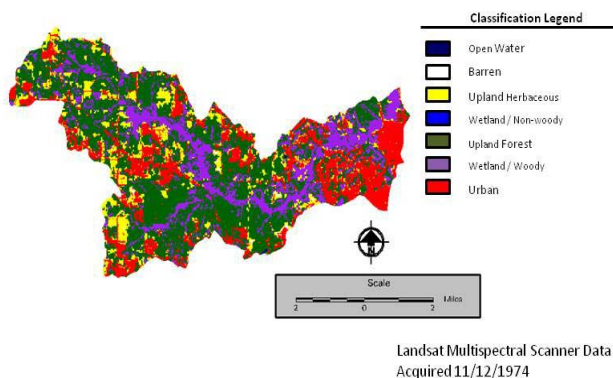 Classification Legend
Open Water
Barren
Upland Herbaceous
Wetland / Non-woody
Upland Forest
Wetland / Woody
Urban
N
Scale
2 0 2 Miles
Landsat Multispectral Scanner Data
Acquired 11/12/1974